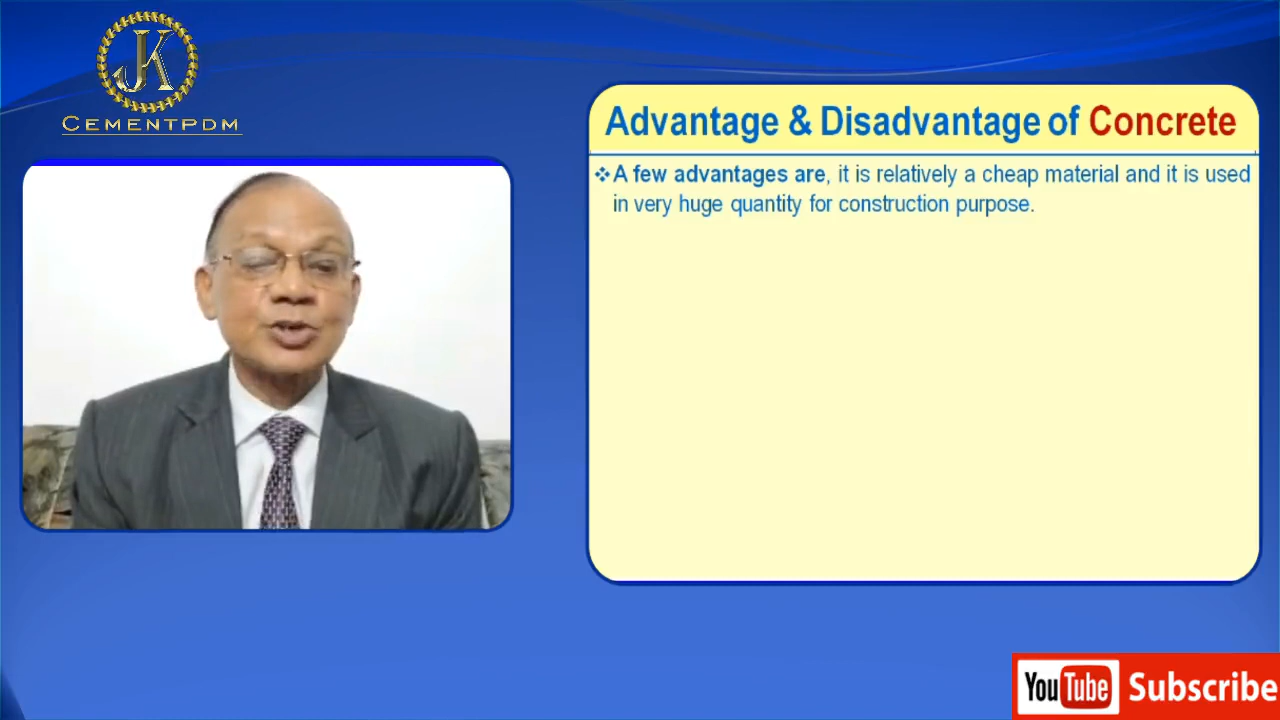 JK
CEMENTPDM
Advantage & Disadvantage of Concrete
❖A few advantages are, it is relatively a cheap material and it is used
in very huge quantity for construction purpose.
YouTube Subscribe